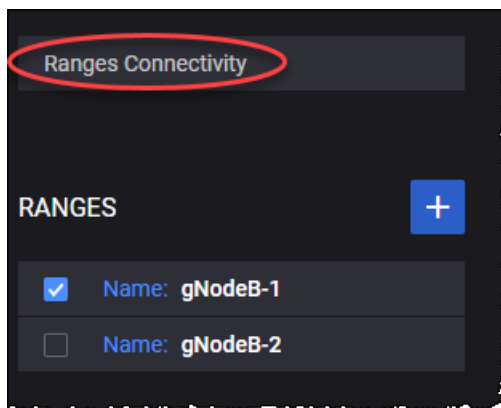 Ranges Connectivity
RANGES
+
Name: gNodeB-1
Name: gNodeB-2